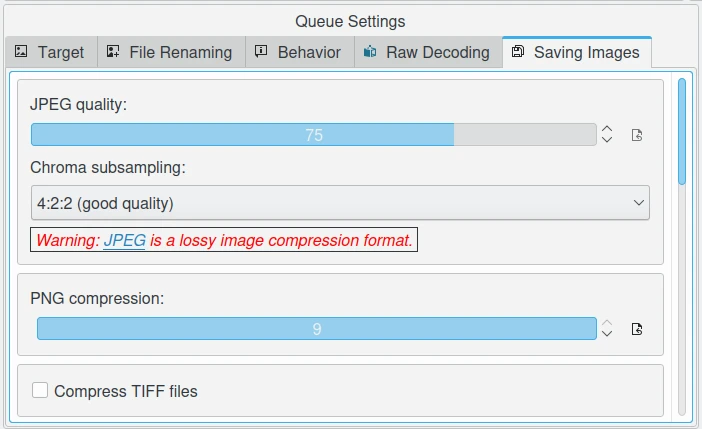 Queue Settings
Target File Renaming Behavior Raw Decoding Saving Images
JPEG quality:
75
Chroma subsampling:
4:2:2 (good quality)
Warning: JPEG is a lossy image compression format.
PNG compression:
9
Compress TIFF files